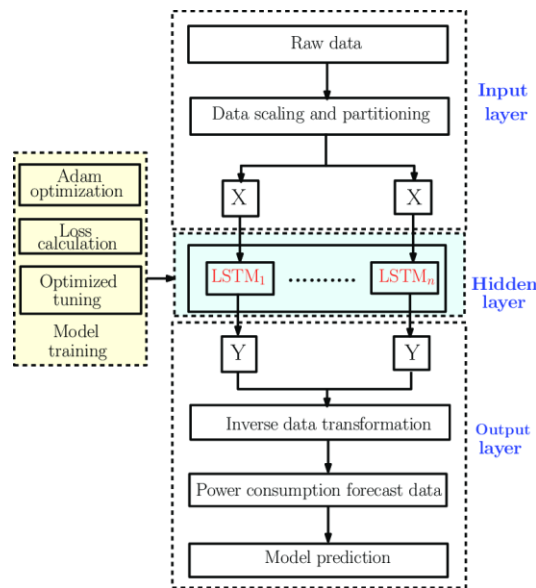 Raw data
Input
layer
Data scaling and partitioning
Adam
optimization
Loss
calculation
Optimized
tuning
Model
training
X
X
LSTM₁
..........
LSTMₙ
Hidden
layer
Y
Y
Inverse data transformation
Output
layer
Power consumption forecast data
Model prediction